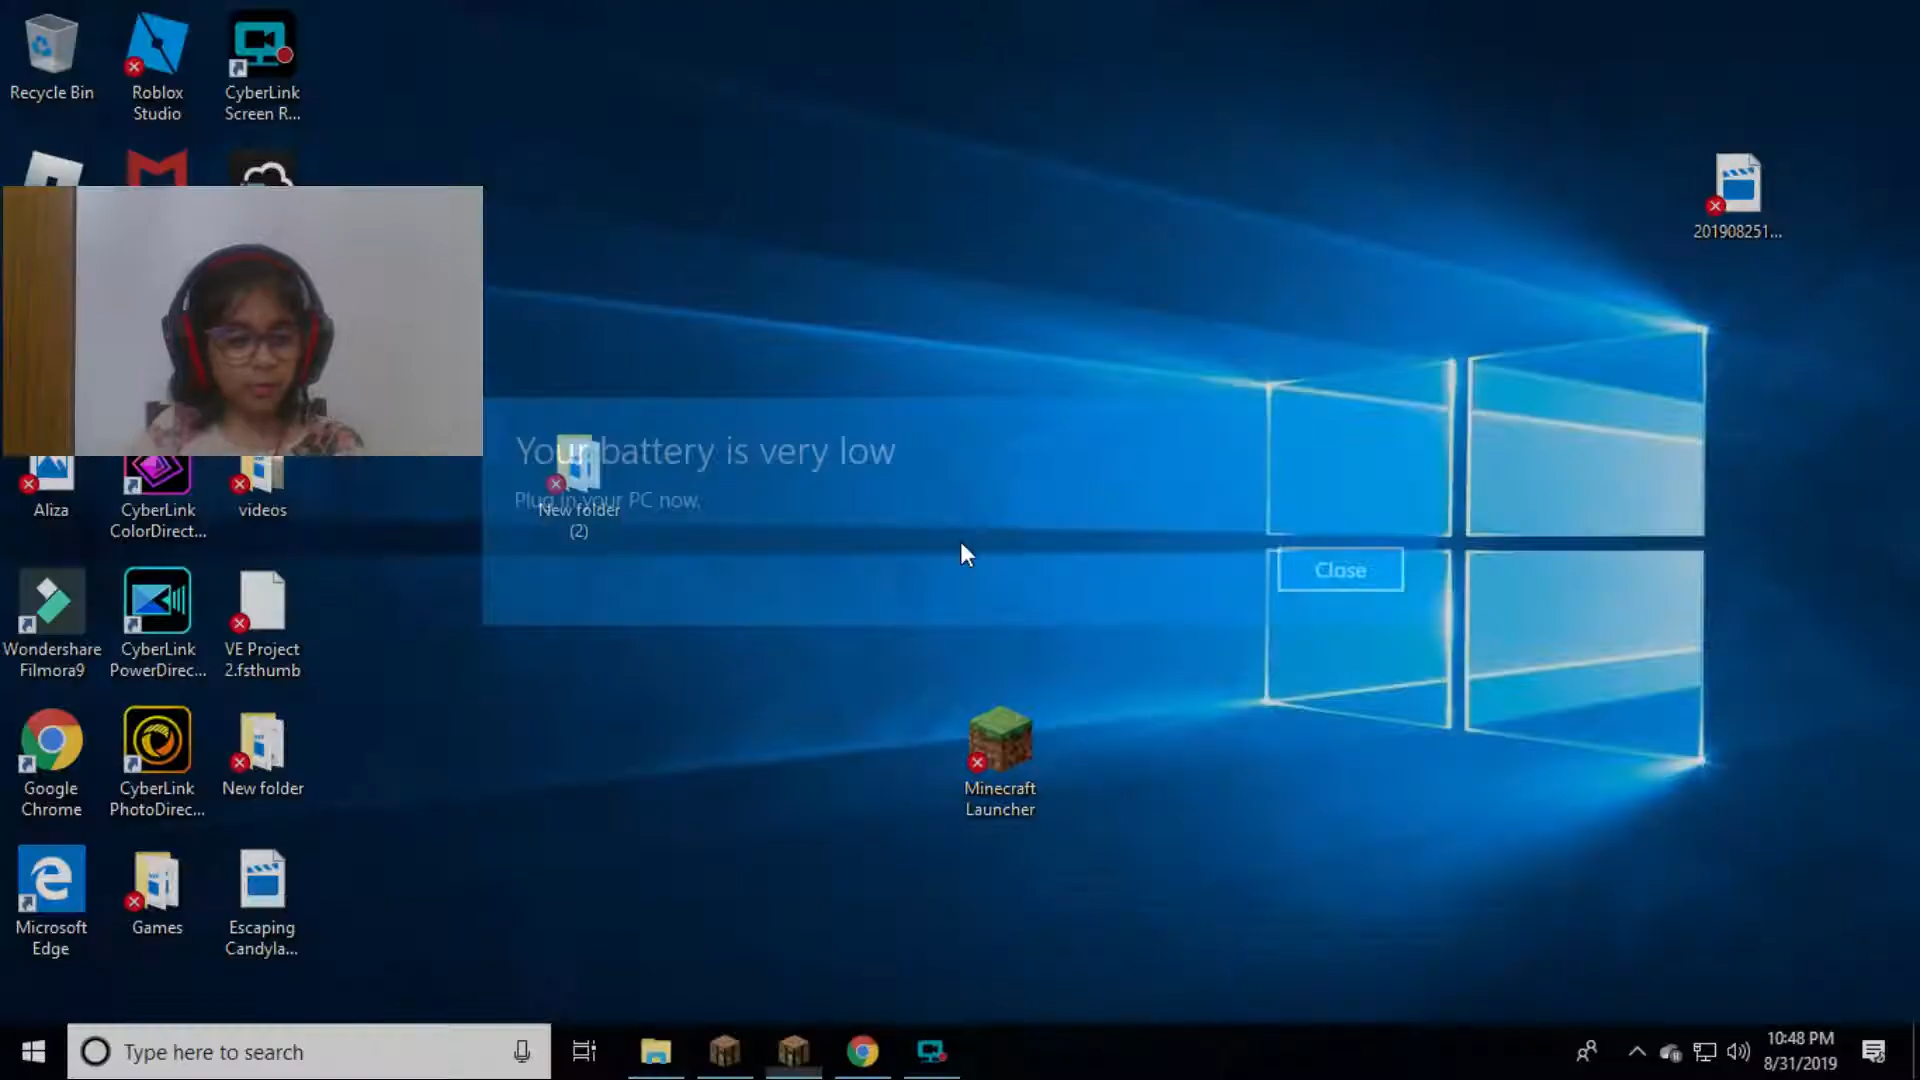 Recycle Bin
Roblox
Studio
CyberLink
Screen R...
201908251...
Your battery is very low
Plug in your PC now.
Close
New folder
(2)
Aliza
CyberLink
ColorDirect...
videos
Wondershare
Filmora9
CyberLink
PowerDirec...
VE Project
2.fsthumb
Google
Chrome
CyberLink
PhotoDirec...
New folder
Minecraft
Launcher
Microsoft
Edge
Games
Escaping
Candyla...
Type here to search
10:48 PM
8/31/2019